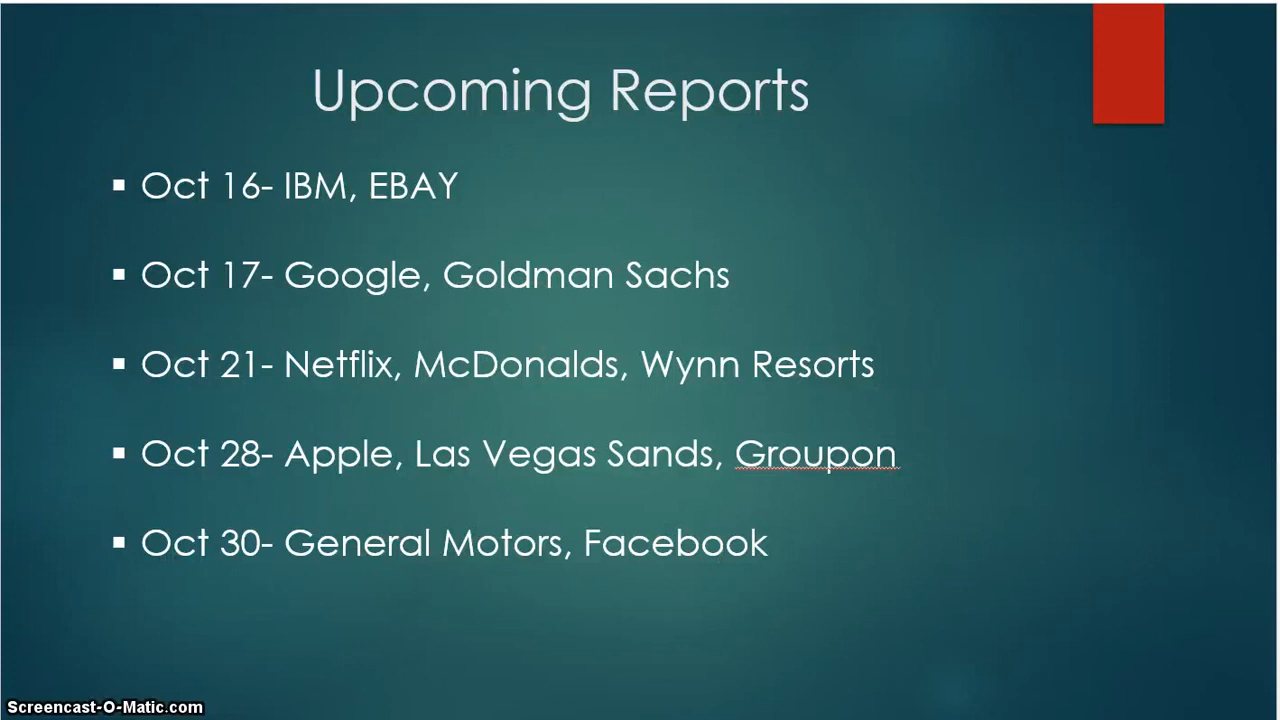 Upcoming Reports
▪ Oct 16- IBM, EBAY
▪ Oct 17- Google, Goldman Sachs
▪ Oct 21- Netflix, McDonalds, Wynn Resorts
▪ Oct 28- Apple, Las Vegas Sands, Groupon
▪ Oct 30- General Motors, Facebook
Screencast-O-Matic.com